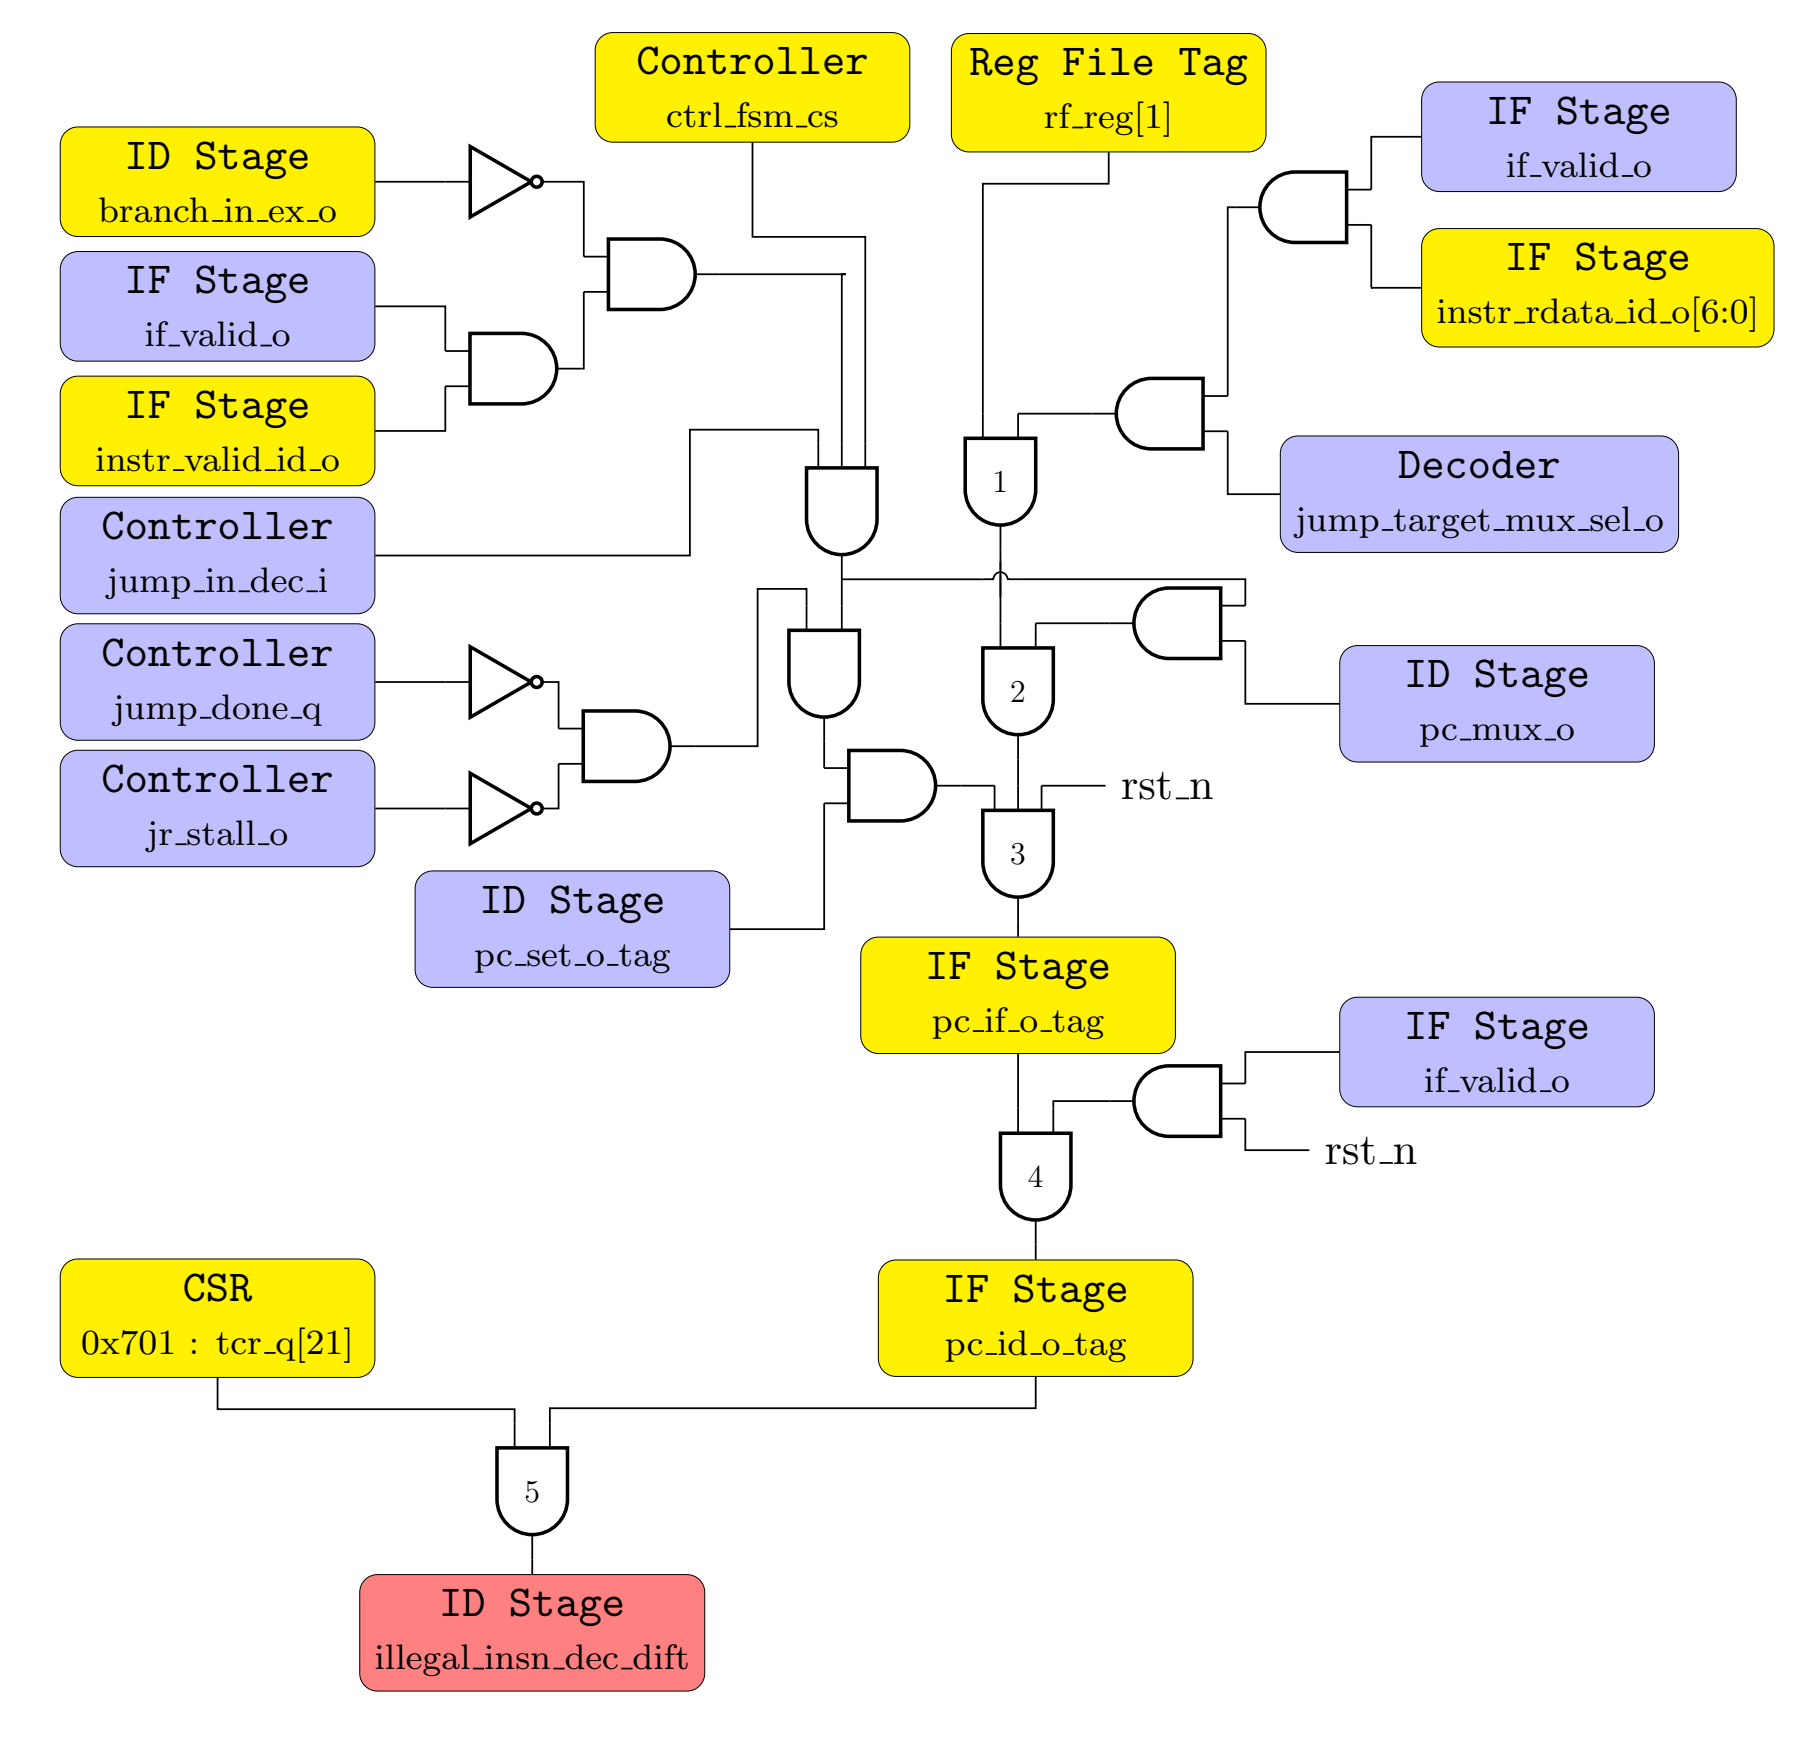 Controller
ctrl_fsm_cs
Reg File Tag
rf_reg[1]
IF Stage
if_valid_o
ID Stage
branch_in_ex_o
IF Stage
instr_rdata_id_o[6:0]
IF Stage
if_valid_o
IF Stage
instr_valid_id_o
Decoder
jump_target_mux_sel_o
1
Controller
jump_in_dec_i
Controller
jump_done_q
2
ID Stage
pc_mux_o
Controller
jr_stall_o
rst_n
3
ID Stage
pc_set_o_tag
IF Stage
pc_if_o_tag
IF Stage
if_valid_o
rst_n
4
CSR
0x701 : tcr_q[21]
IF Stage
pc_id_o_tag
5
ID Stage
illegal_insn_dec_dift